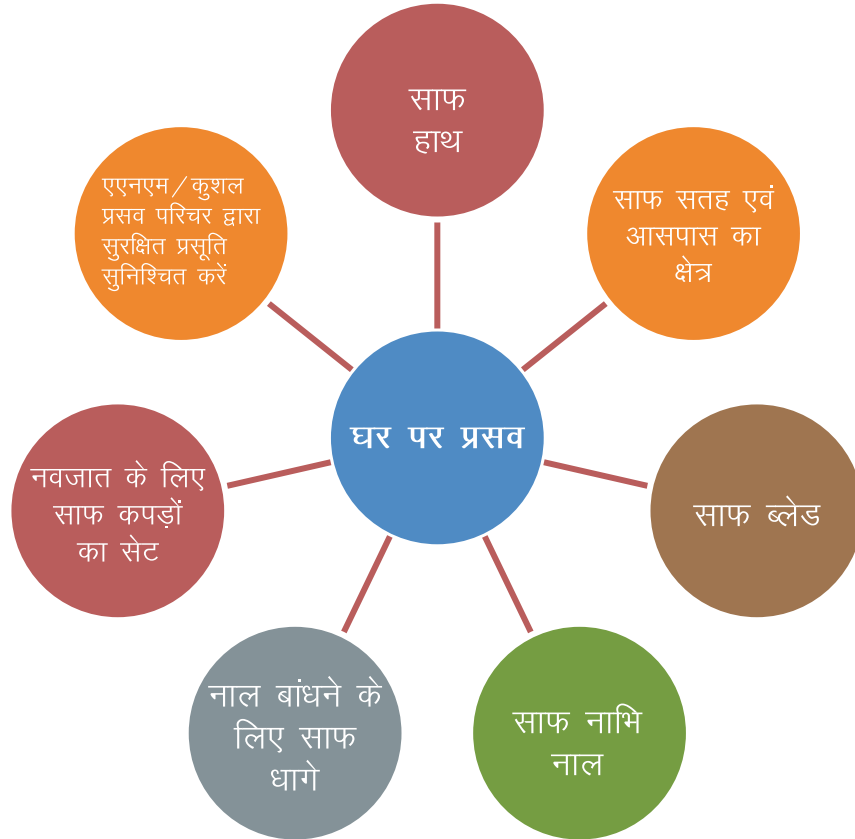 साफ
हाथ
साफ सतह एवं
आसपास का
क्षेत्र
साफ ब्लेड
साफ नाभि
नाल
नाल बांधने के
लिए साफ
धागे
नवजात के लिए
साफ कपड़ों
का सेट
एएनएम/कुशल
प्रसव परिचर द्वारा
सुरक्षित प्रसूति
सुनिश्चित करें
घर पर प्रसव